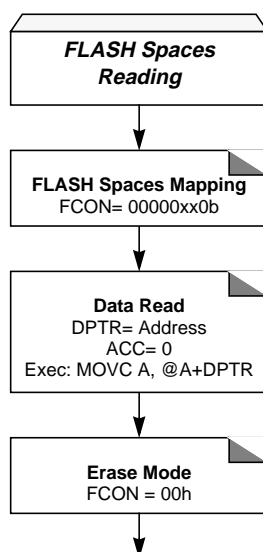 FLASH Spaces
Reading
FLASH Spaces Mapping
FCON= 00000xx0b
Data Read
DPTR= Address
ACC= 0
Exec: MOVC A, @A+DPTR
Erase Mode
FCON = 00h